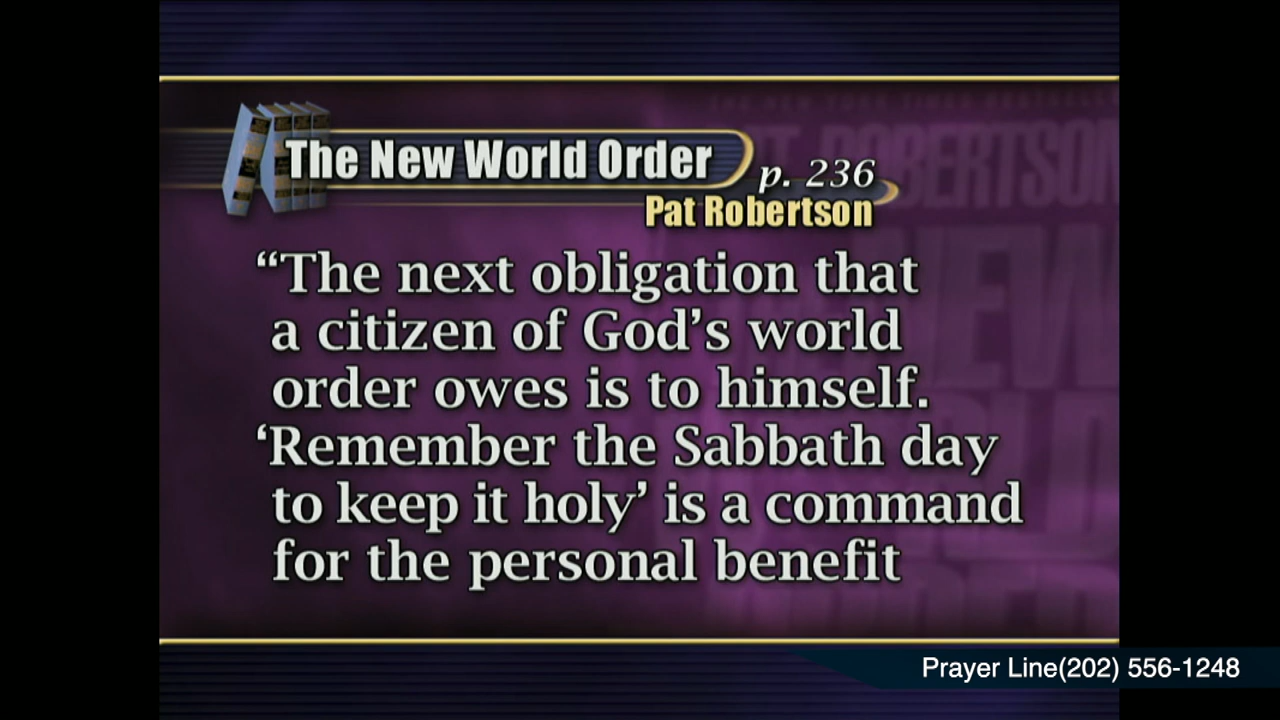 The New World Order
p. 236
Pat Robertson
“The next obligation that
a citizen of God’s world
order owes is to himself.
‘Remember the Sabbath day
to keep it holy’ is a command
for the personal benefit
Prayer Line(202) 556-1248